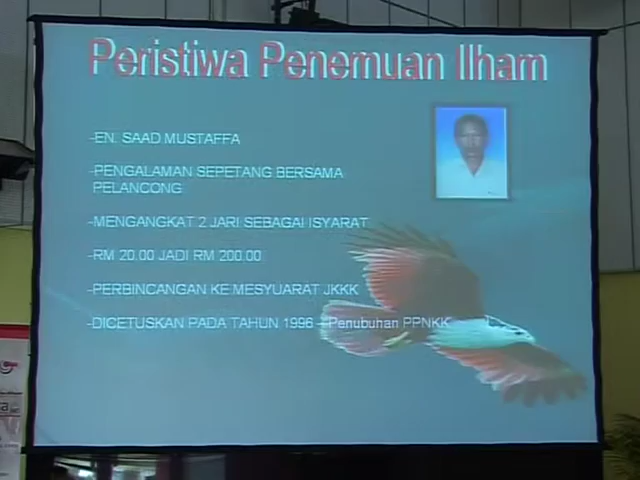 Peristiwa Penemuan Ilham
-EN. SAAD MUSTAFFA
-PENGALAMAN SEPETANG BERSAMA
PELANCONG
-MENGANGKAT 2 JARI SEBAGAI ISYARAT
-RM 20.00 JADI RM 200.00
-PERBINCANGAN KE MESYUARAT JKKK
-DICETUSKAN PADA TAHUN 1996 – Penubuhan PPNKK